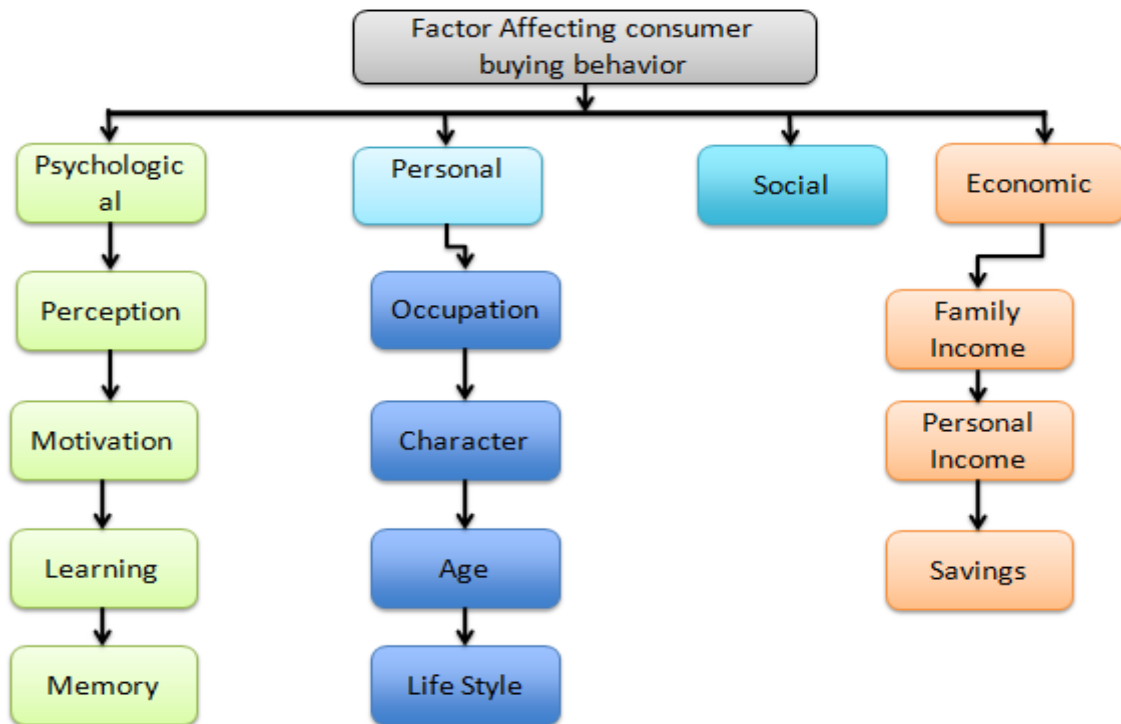 Factor Affecting consumer
buying behavior
Psychologic
al
Personal
Social
Economic
Perception
Occupation
Family
Income
Motivation
Character
Personal
Income
Learning
Age
Savings
Memory
Life Style